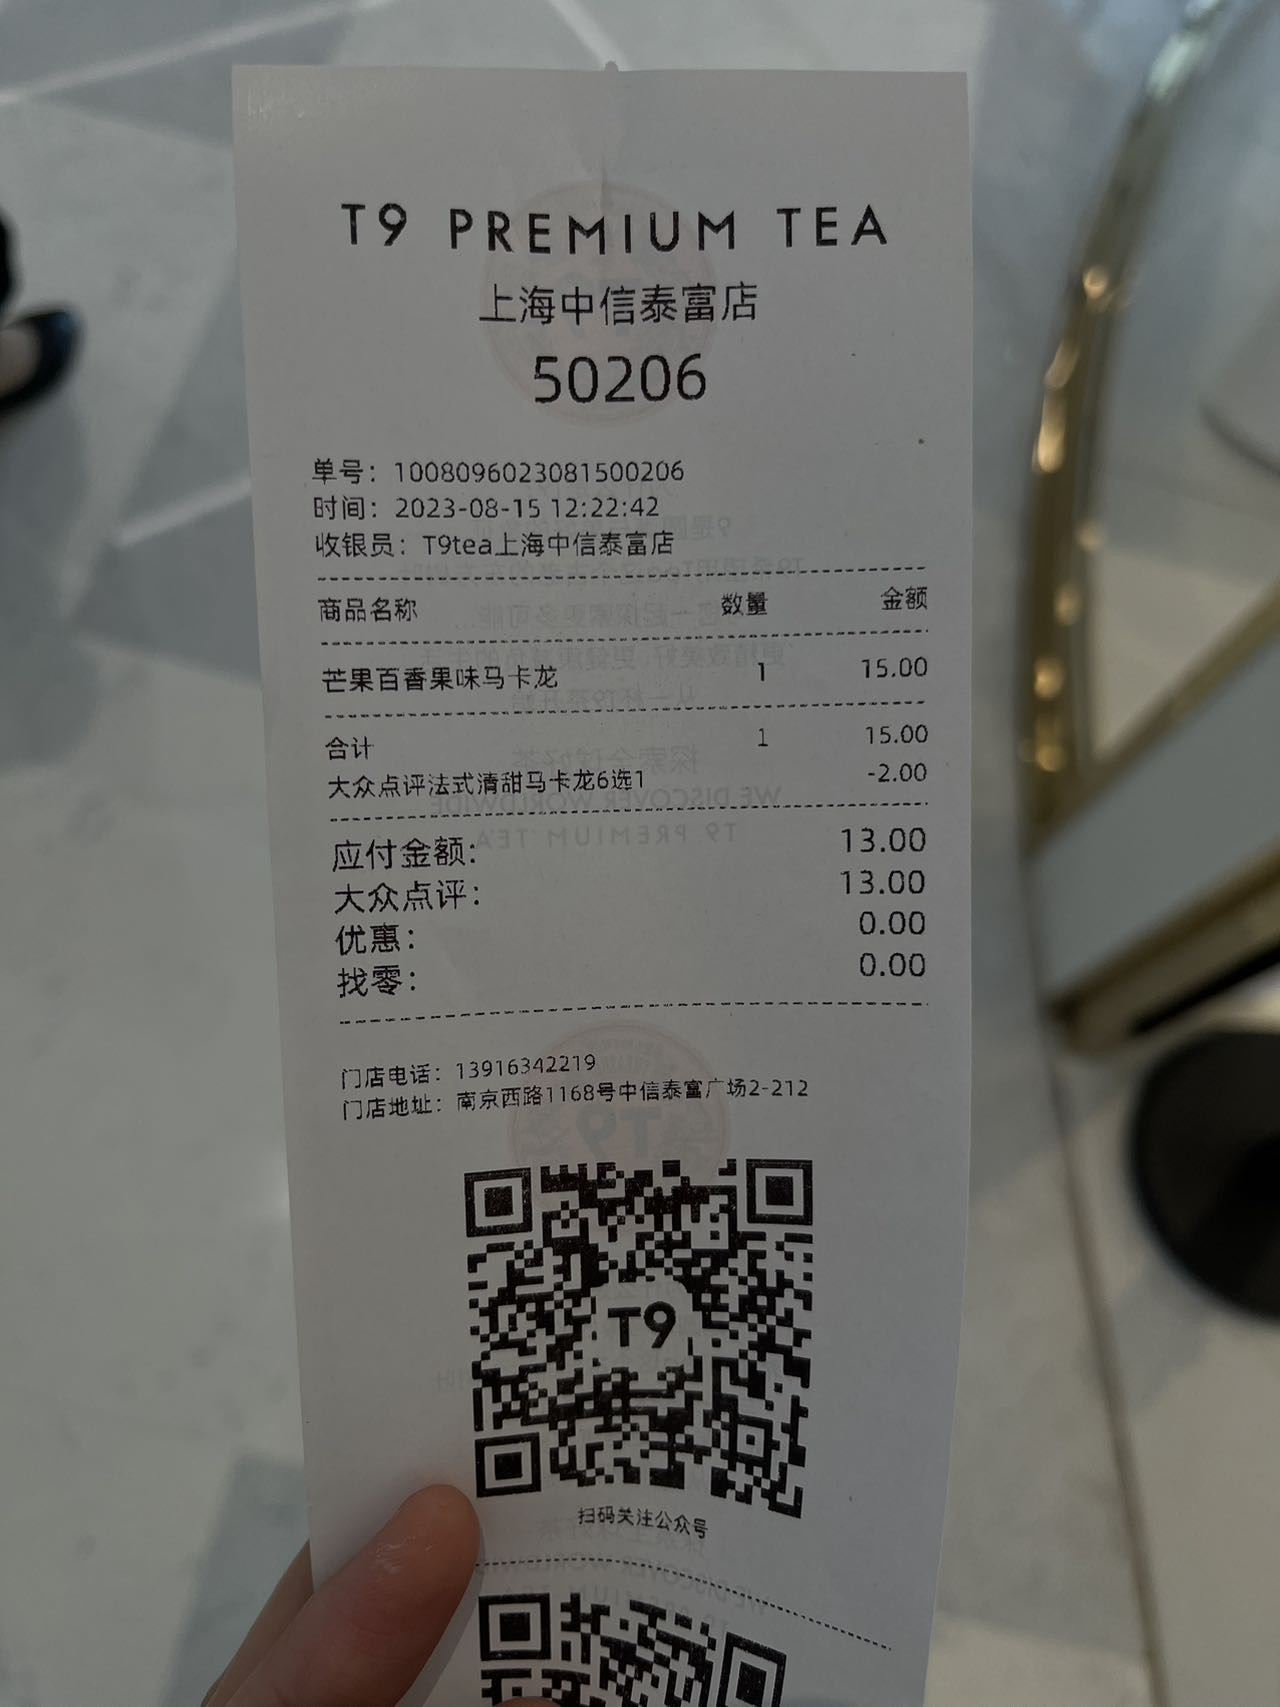 T9 PREMIUM TEA
上海中信泰富店
50206
单号：1008096023081500206
时间：2023-08-15 12:22:42
收银员：T9tea上海中信泰富店
商品名称 数量 金额
芒果百香果味马卡龙 1 15.00
合计 1 15.00
大众点评法式清甜马卡龙6选1 -2.00
应付金额: 13.00
大众点评: 13.00
优惠: 0.00
找零: 0.00
门店电话：13916342219
门店地址：南京西路1168号中信泰富广场2-212
T9
扫码关注公众号